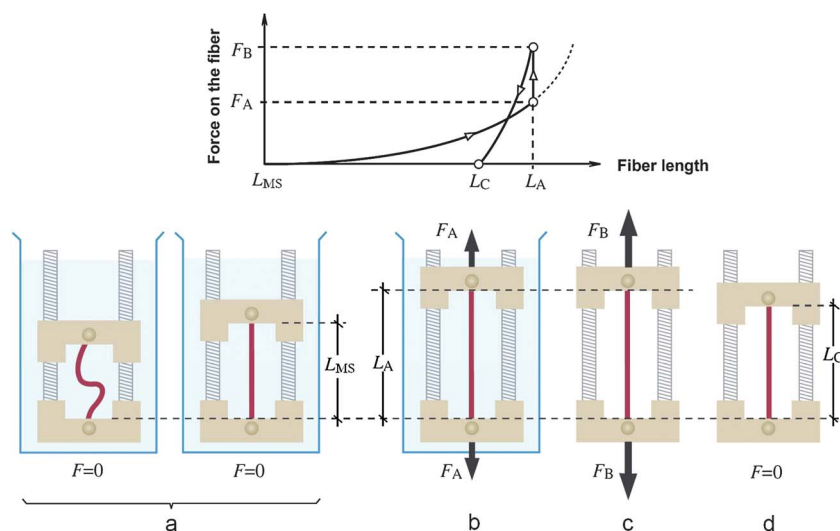 Force on the fiber
F_B
F_A
L_MS
L_C
L_A
Fiber length
F_A
F_B
L_MS
L_A
L_C
F=0
F=0
F_A
F_B
F=0
a
b
c
d